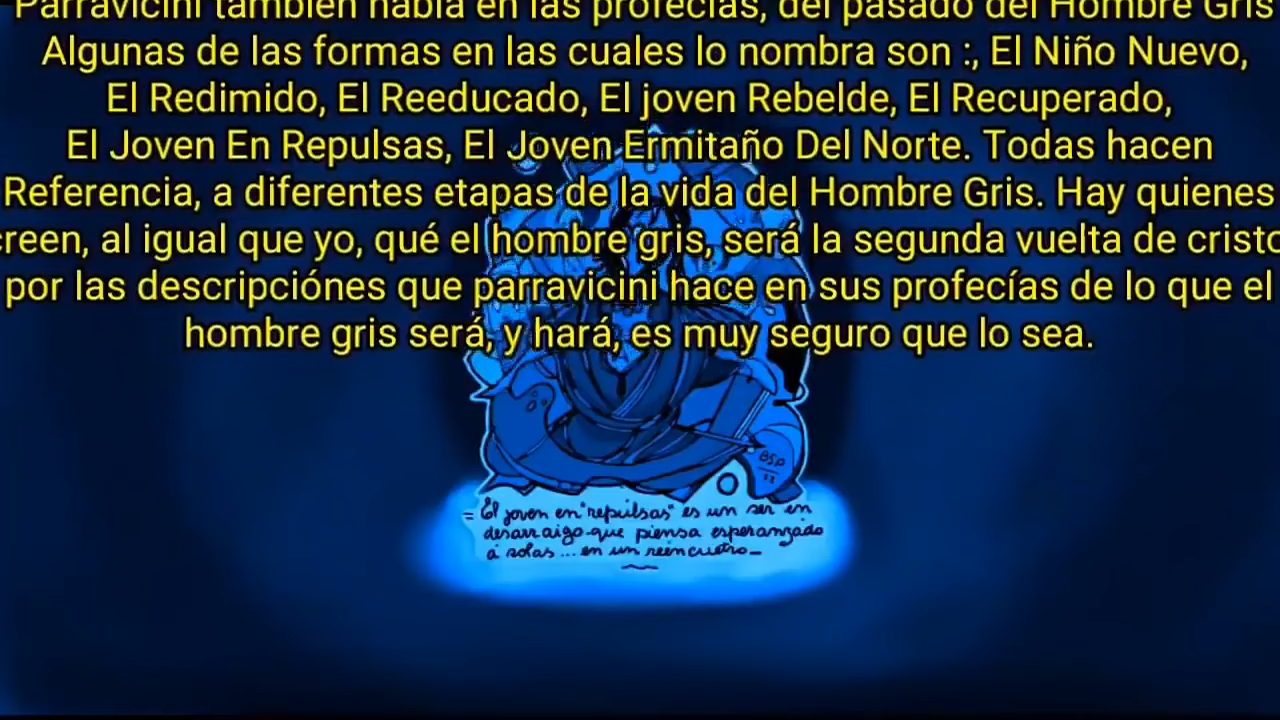 Parravicini también habla en las profecías, del pasado del Hombre Gris
Algunas de las formas en las cuales lo nombra son :, El Niño Nuevo,
El Redimido, El Reeducado, El joven Rebelde, El Recuperado,
El Joven En Repulsas, El Joven Ermitaño Del Norte. Todas hacen
Referencia, a diferentes etapas de la vida del Hombre Gris. Hay quienes
creen, al igual que yo, qué el hombre gris, será la segunda vuelta de cristo
por las descripciónes que parravicini hace en sus profecías de lo que el
hombre gris será, y hará, es muy seguro que lo sea.
BSP
= El joven en "repulsas" es un ser en
desarraigo que piensa esperanzado
á solas ... en un reencuetro_